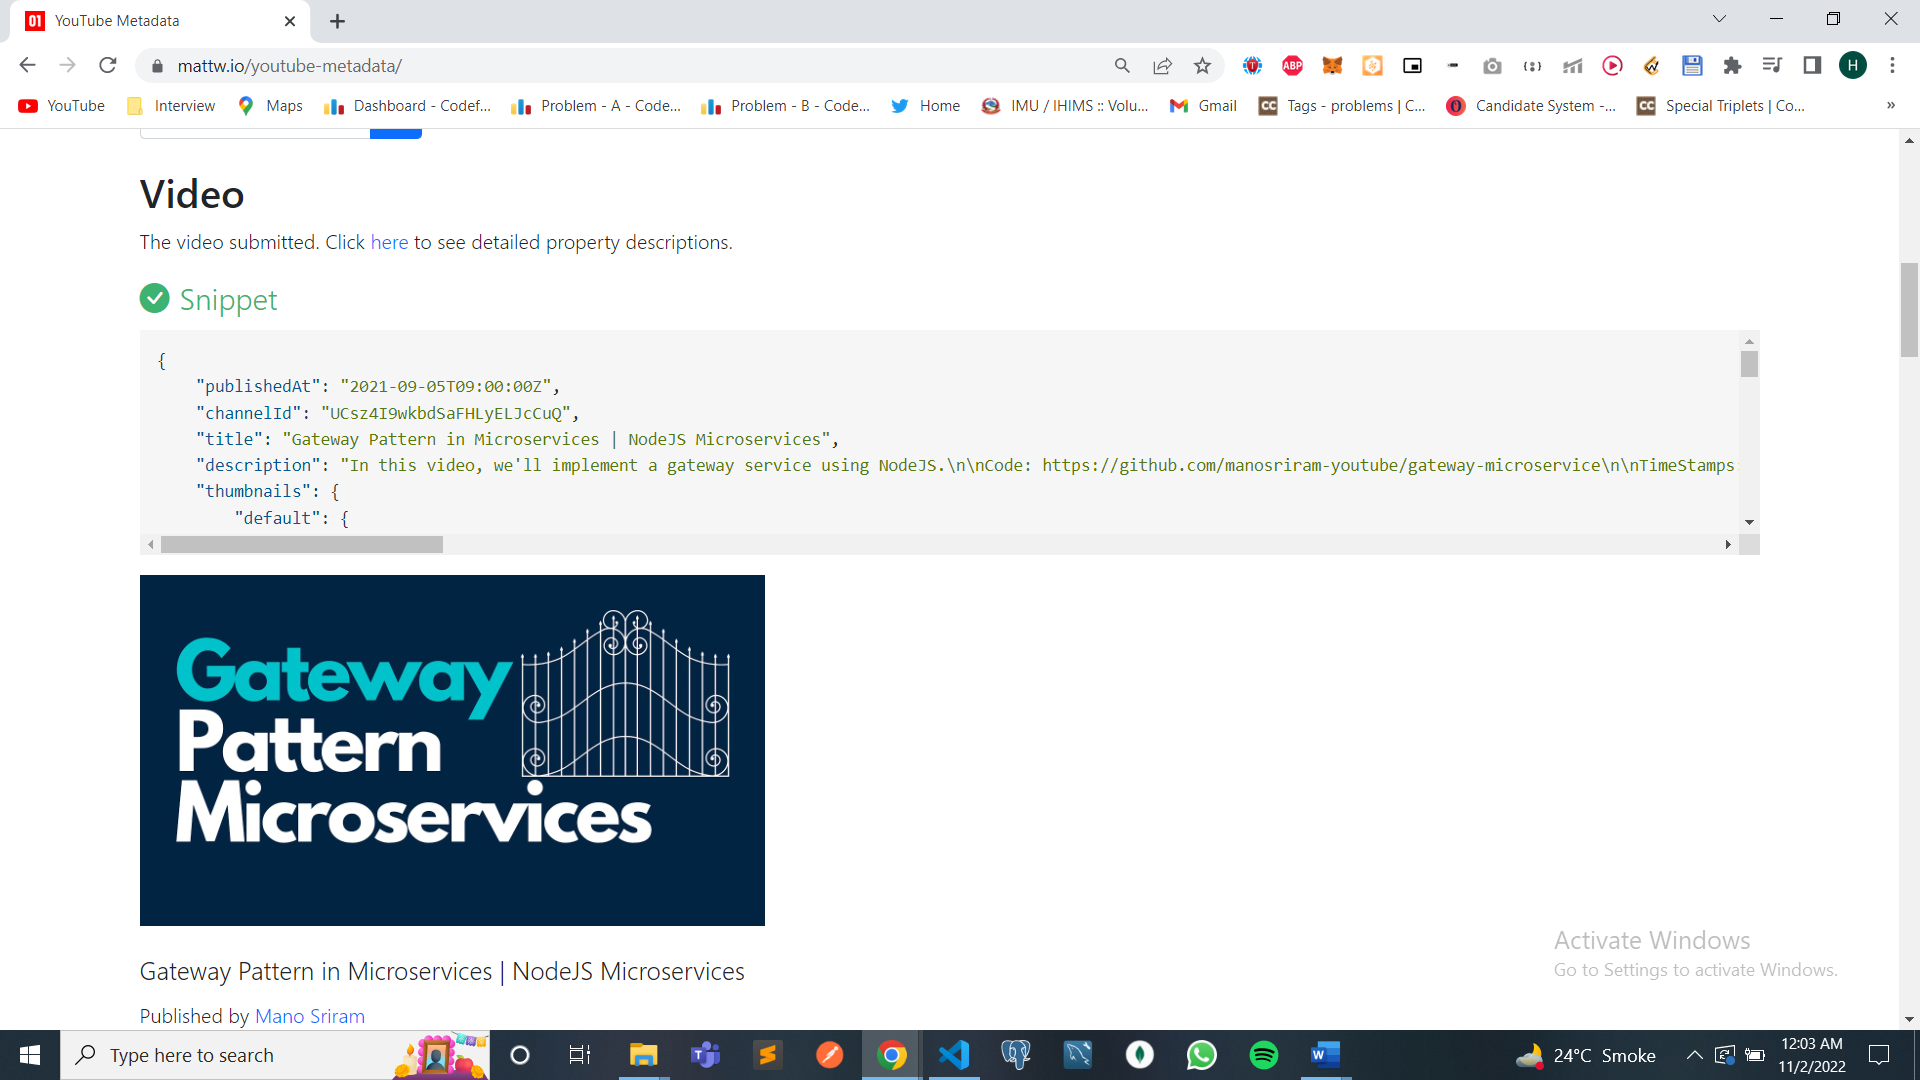 YouTube Metadata
mattw.io/youtube-metadata/
ABP
H
YouTube
Interview
Maps
Dashboard - Codef...
Problem - A - Code...
Problem - B - Code...
Home
IMU / IHIMS :: Volu...
Gmail
CC
Tags - problems | C...
Candidate System -...
CC
Special Triplets | Co...
»
Video
The video submitted. Click here to see detailed property descriptions.
Snippet
{
"publishedAt": "2021-09-05T09:00:00Z",
"channelId": "UCsz4I9wkbdSaFHLyELJcCuQ",
"title": "Gateway Pattern in Microservices | NodeJS Microservices",
"description": "In this video, we'll implement a gateway service using NodeJS.\n\nCode: https://github.com/manosriram-youtube/gateway-microservice\n\nTimeStamps:
"thumbnails": {
"default": {
Gateway
Pattern
Microservices
Gateway Pattern in Microservices | NodeJS Microservices
Published by Mano Sriram
Activate Windows
Go to Settings to activate Windows.
Type here to search
24°C Smoke
12:03 AM
11/2/2022